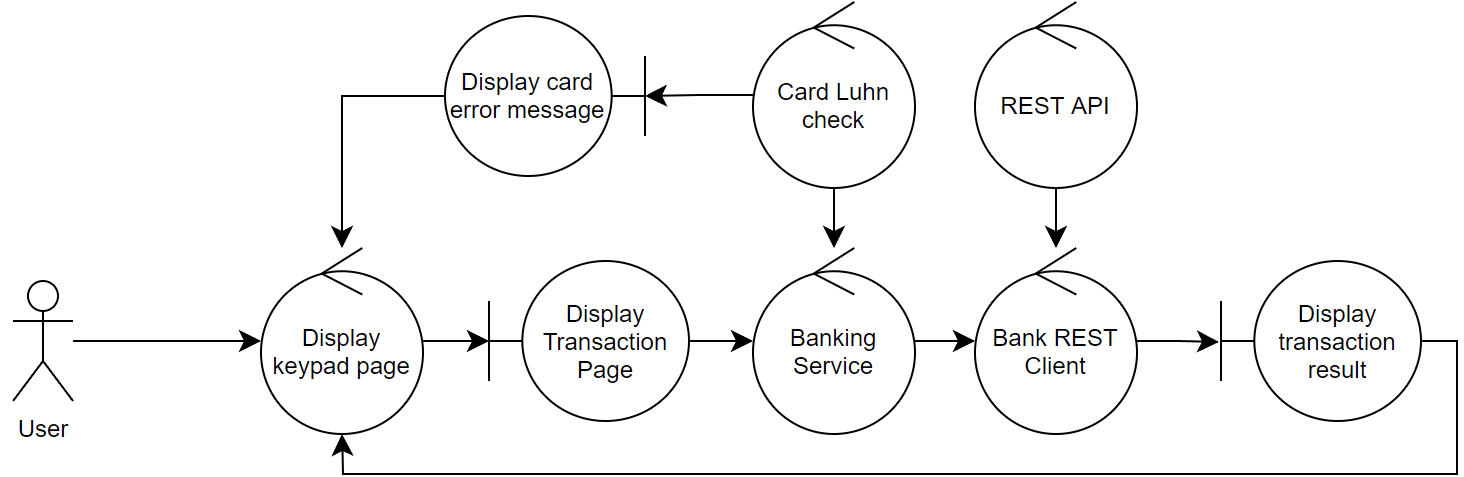 Display card
error message
Card Luhn
check
REST API
User
Display
keypad page
Display
Transaction
Page
Banking
Service
Bank REST
Client
Display
transaction
result